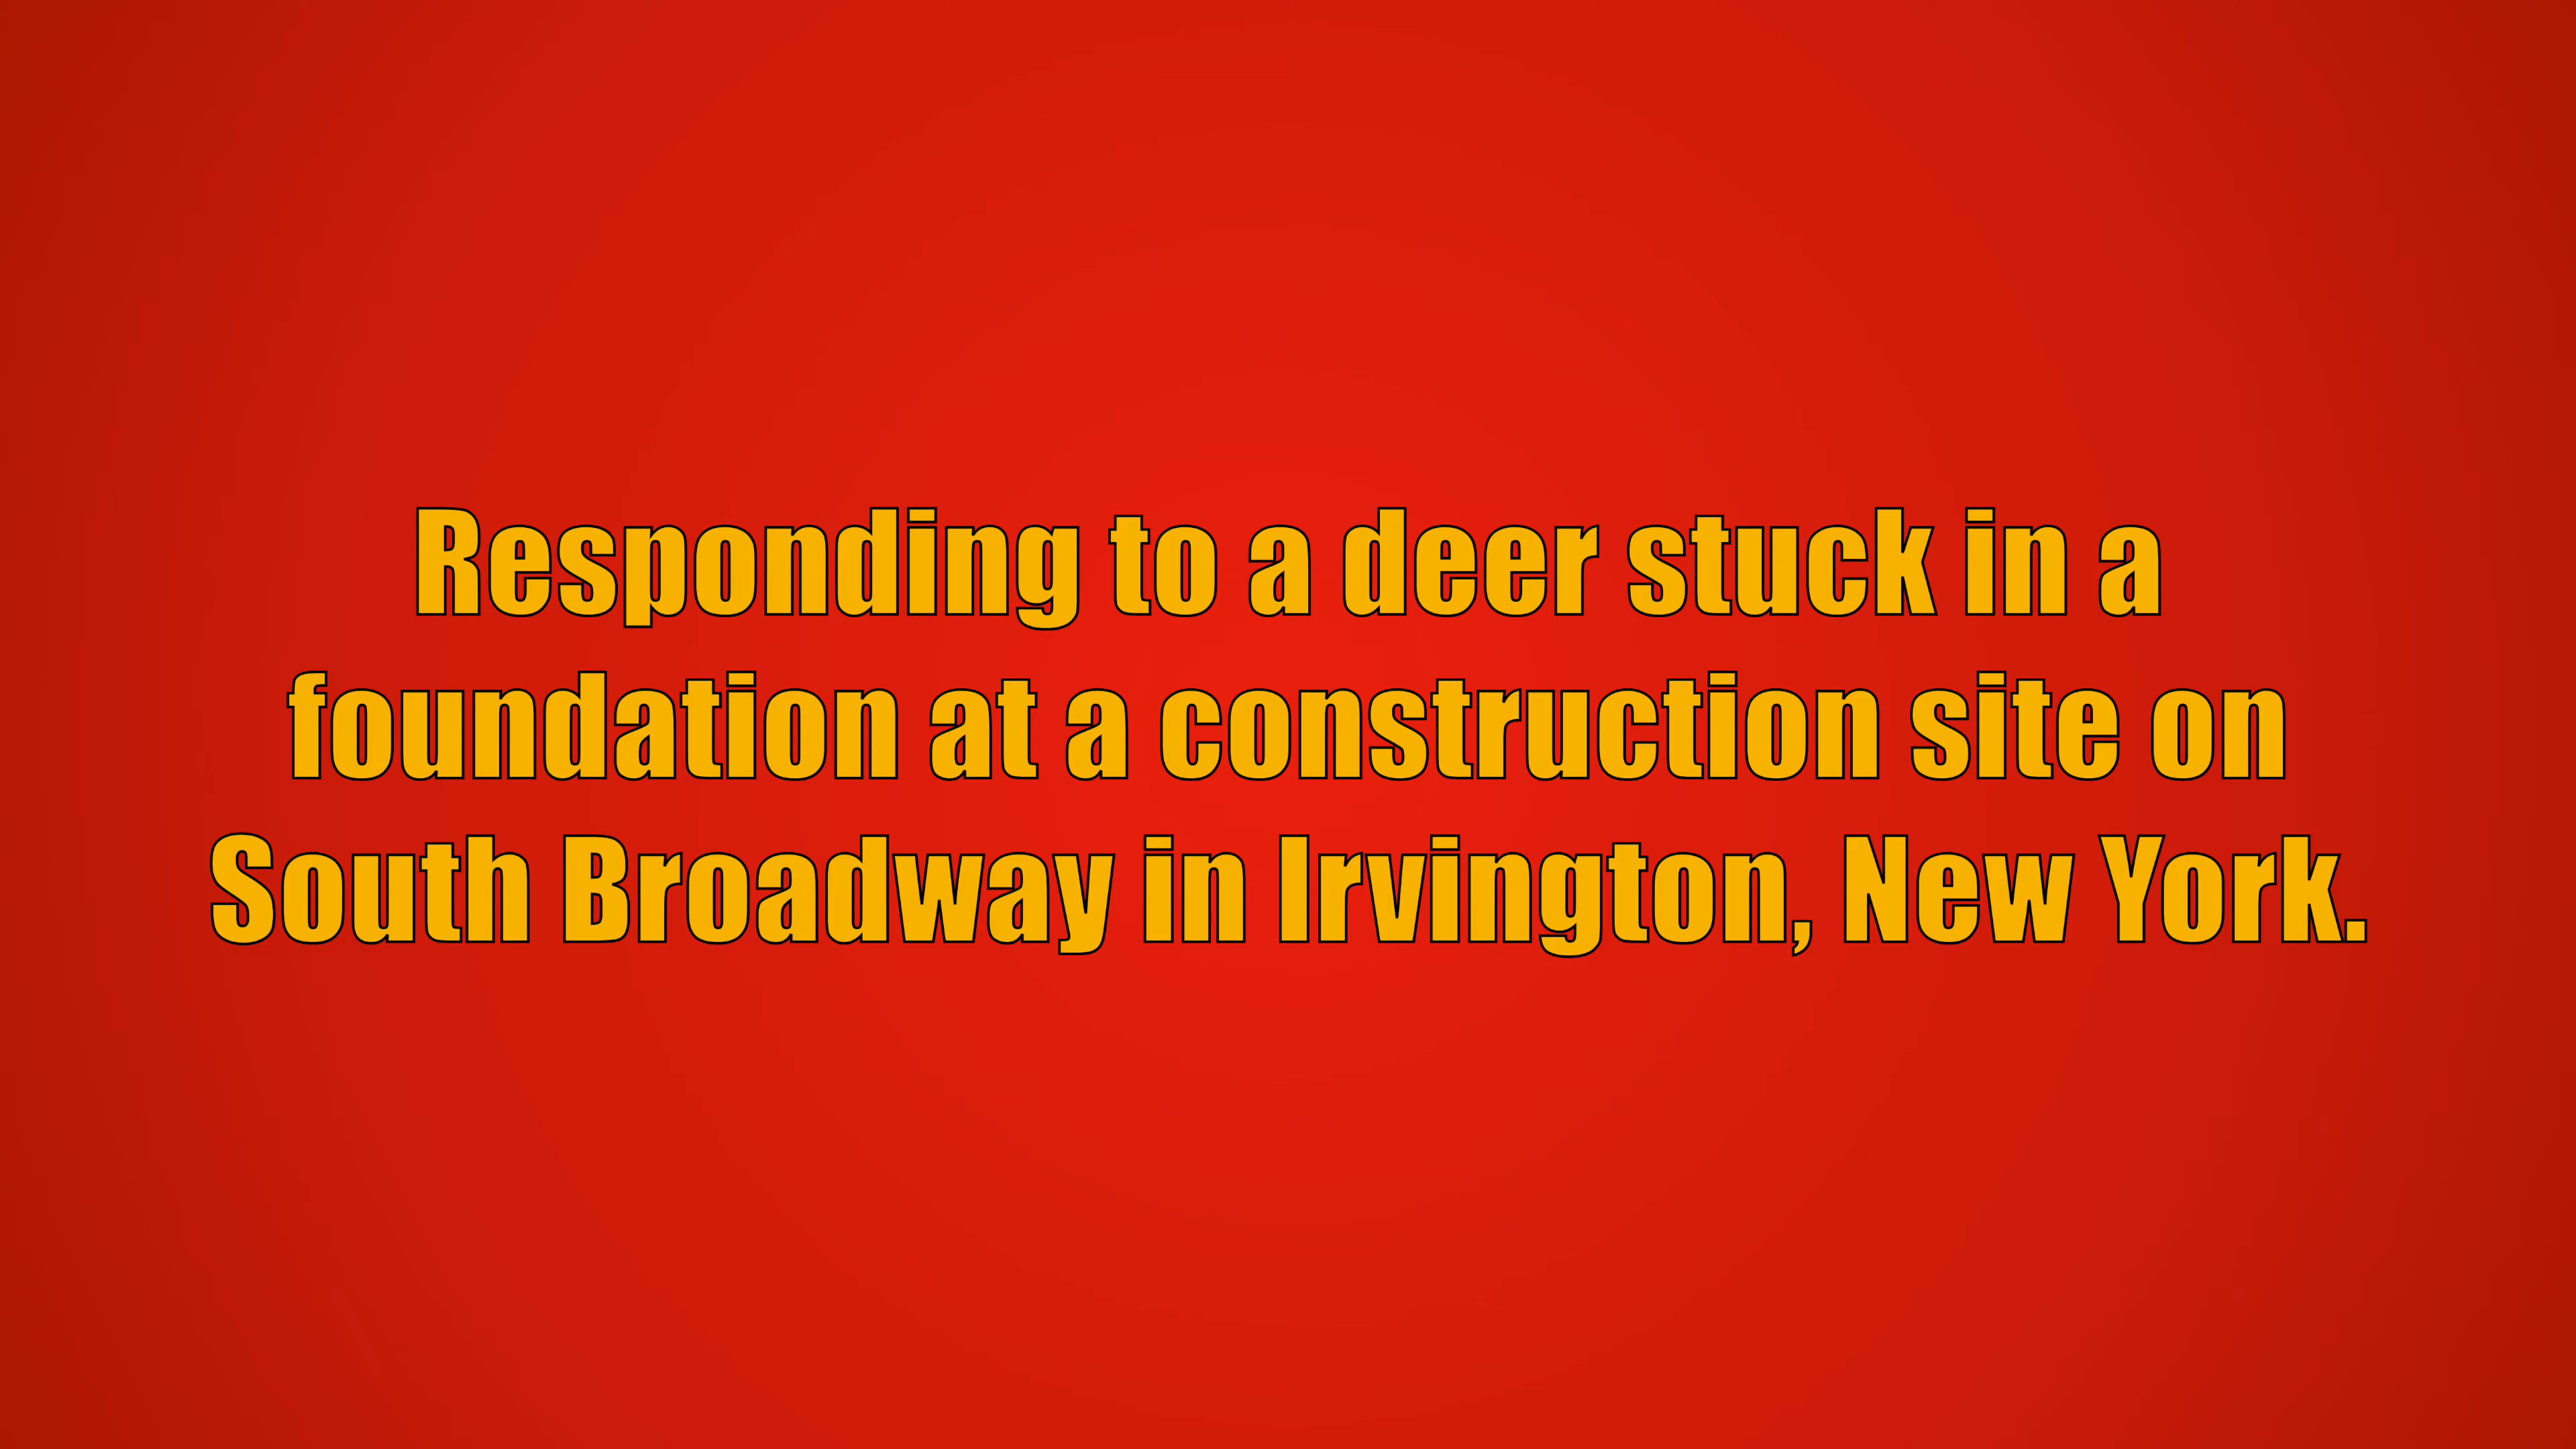 Responding to a deer stuck in a
foundation at a construction site on
South Broadway in Irvington, New York.